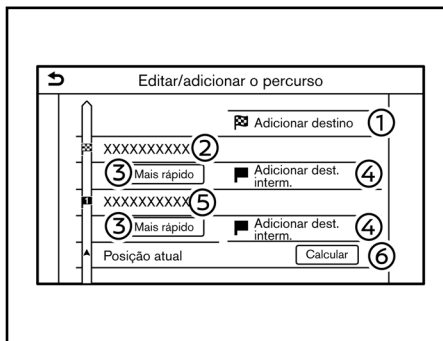 Editar/adicionar o percurso
Adicionar destino ①
XXXXXXXXXX ②
③ Mais rápido
Adicionar dest. ④
interm.
XXXXXXXXXX ⑤
③ Mais rápido
Adicionar dest. ④
interm.
1
Posição atual
Calcular ⑥